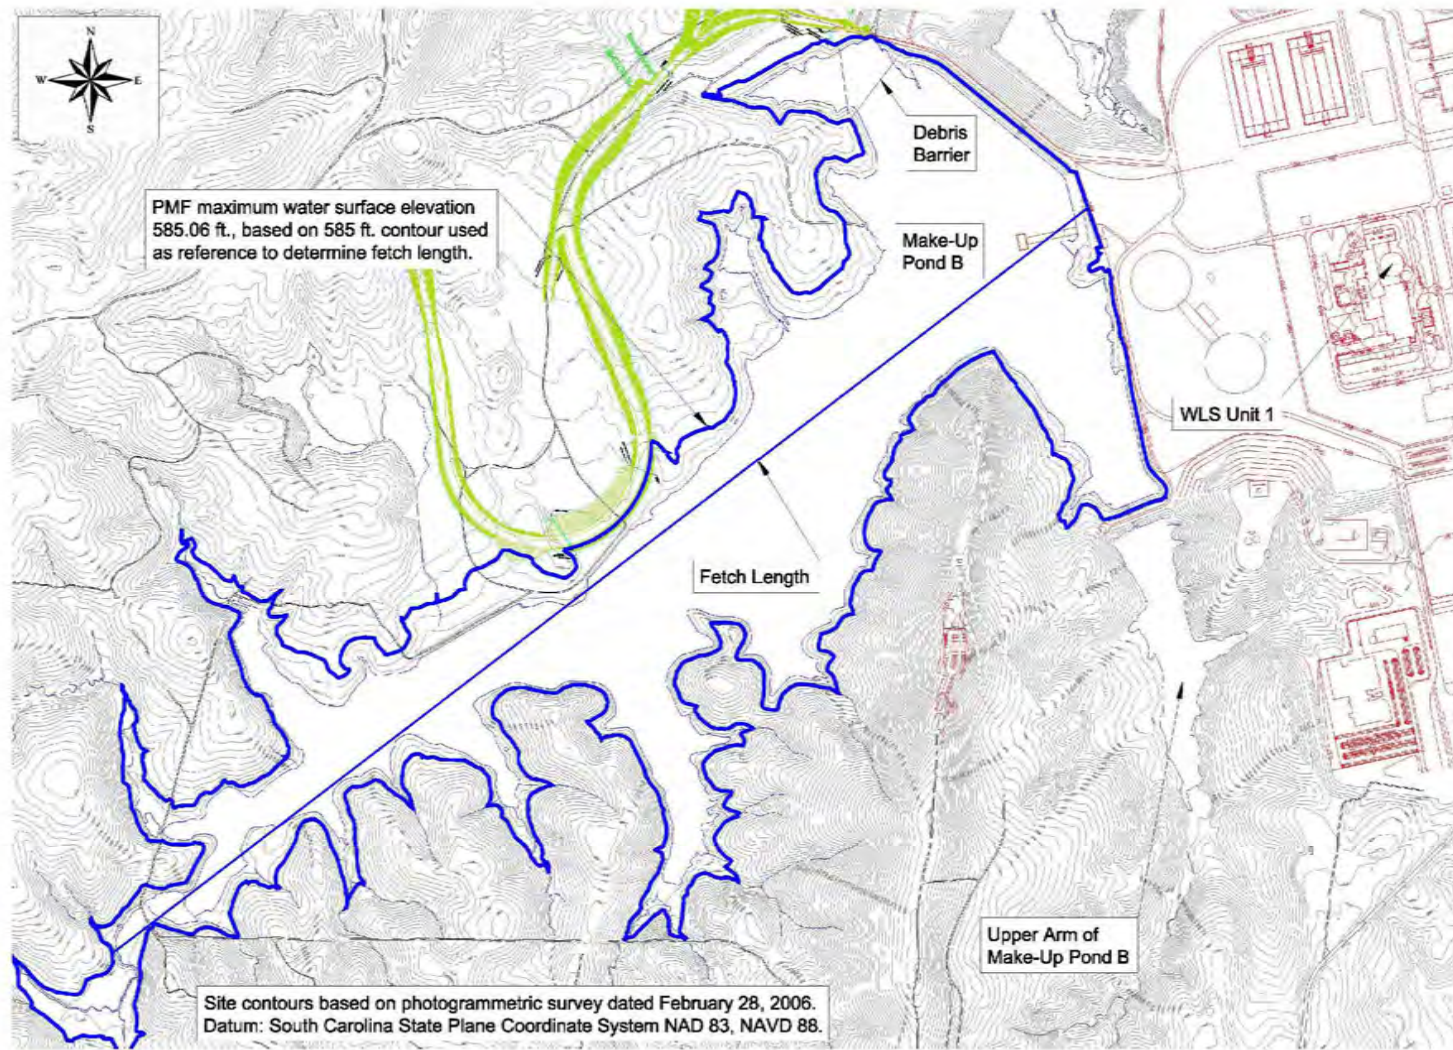 N
W
E
S
Debris
Barrier
PMF maximum water surface elevation
585.06 ft., based on 585 ft. contour used
as reference to determine fetch length.
Make-Up
Pond B
WLS Unit 1
Fetch Length
Upper Arm of
Make-Up Pond B
Site contours based on photogrammetric survey dated February 28, 2006.
Datum: South Carolina State Plane Coordinate System NAD 83, NAVD 88.